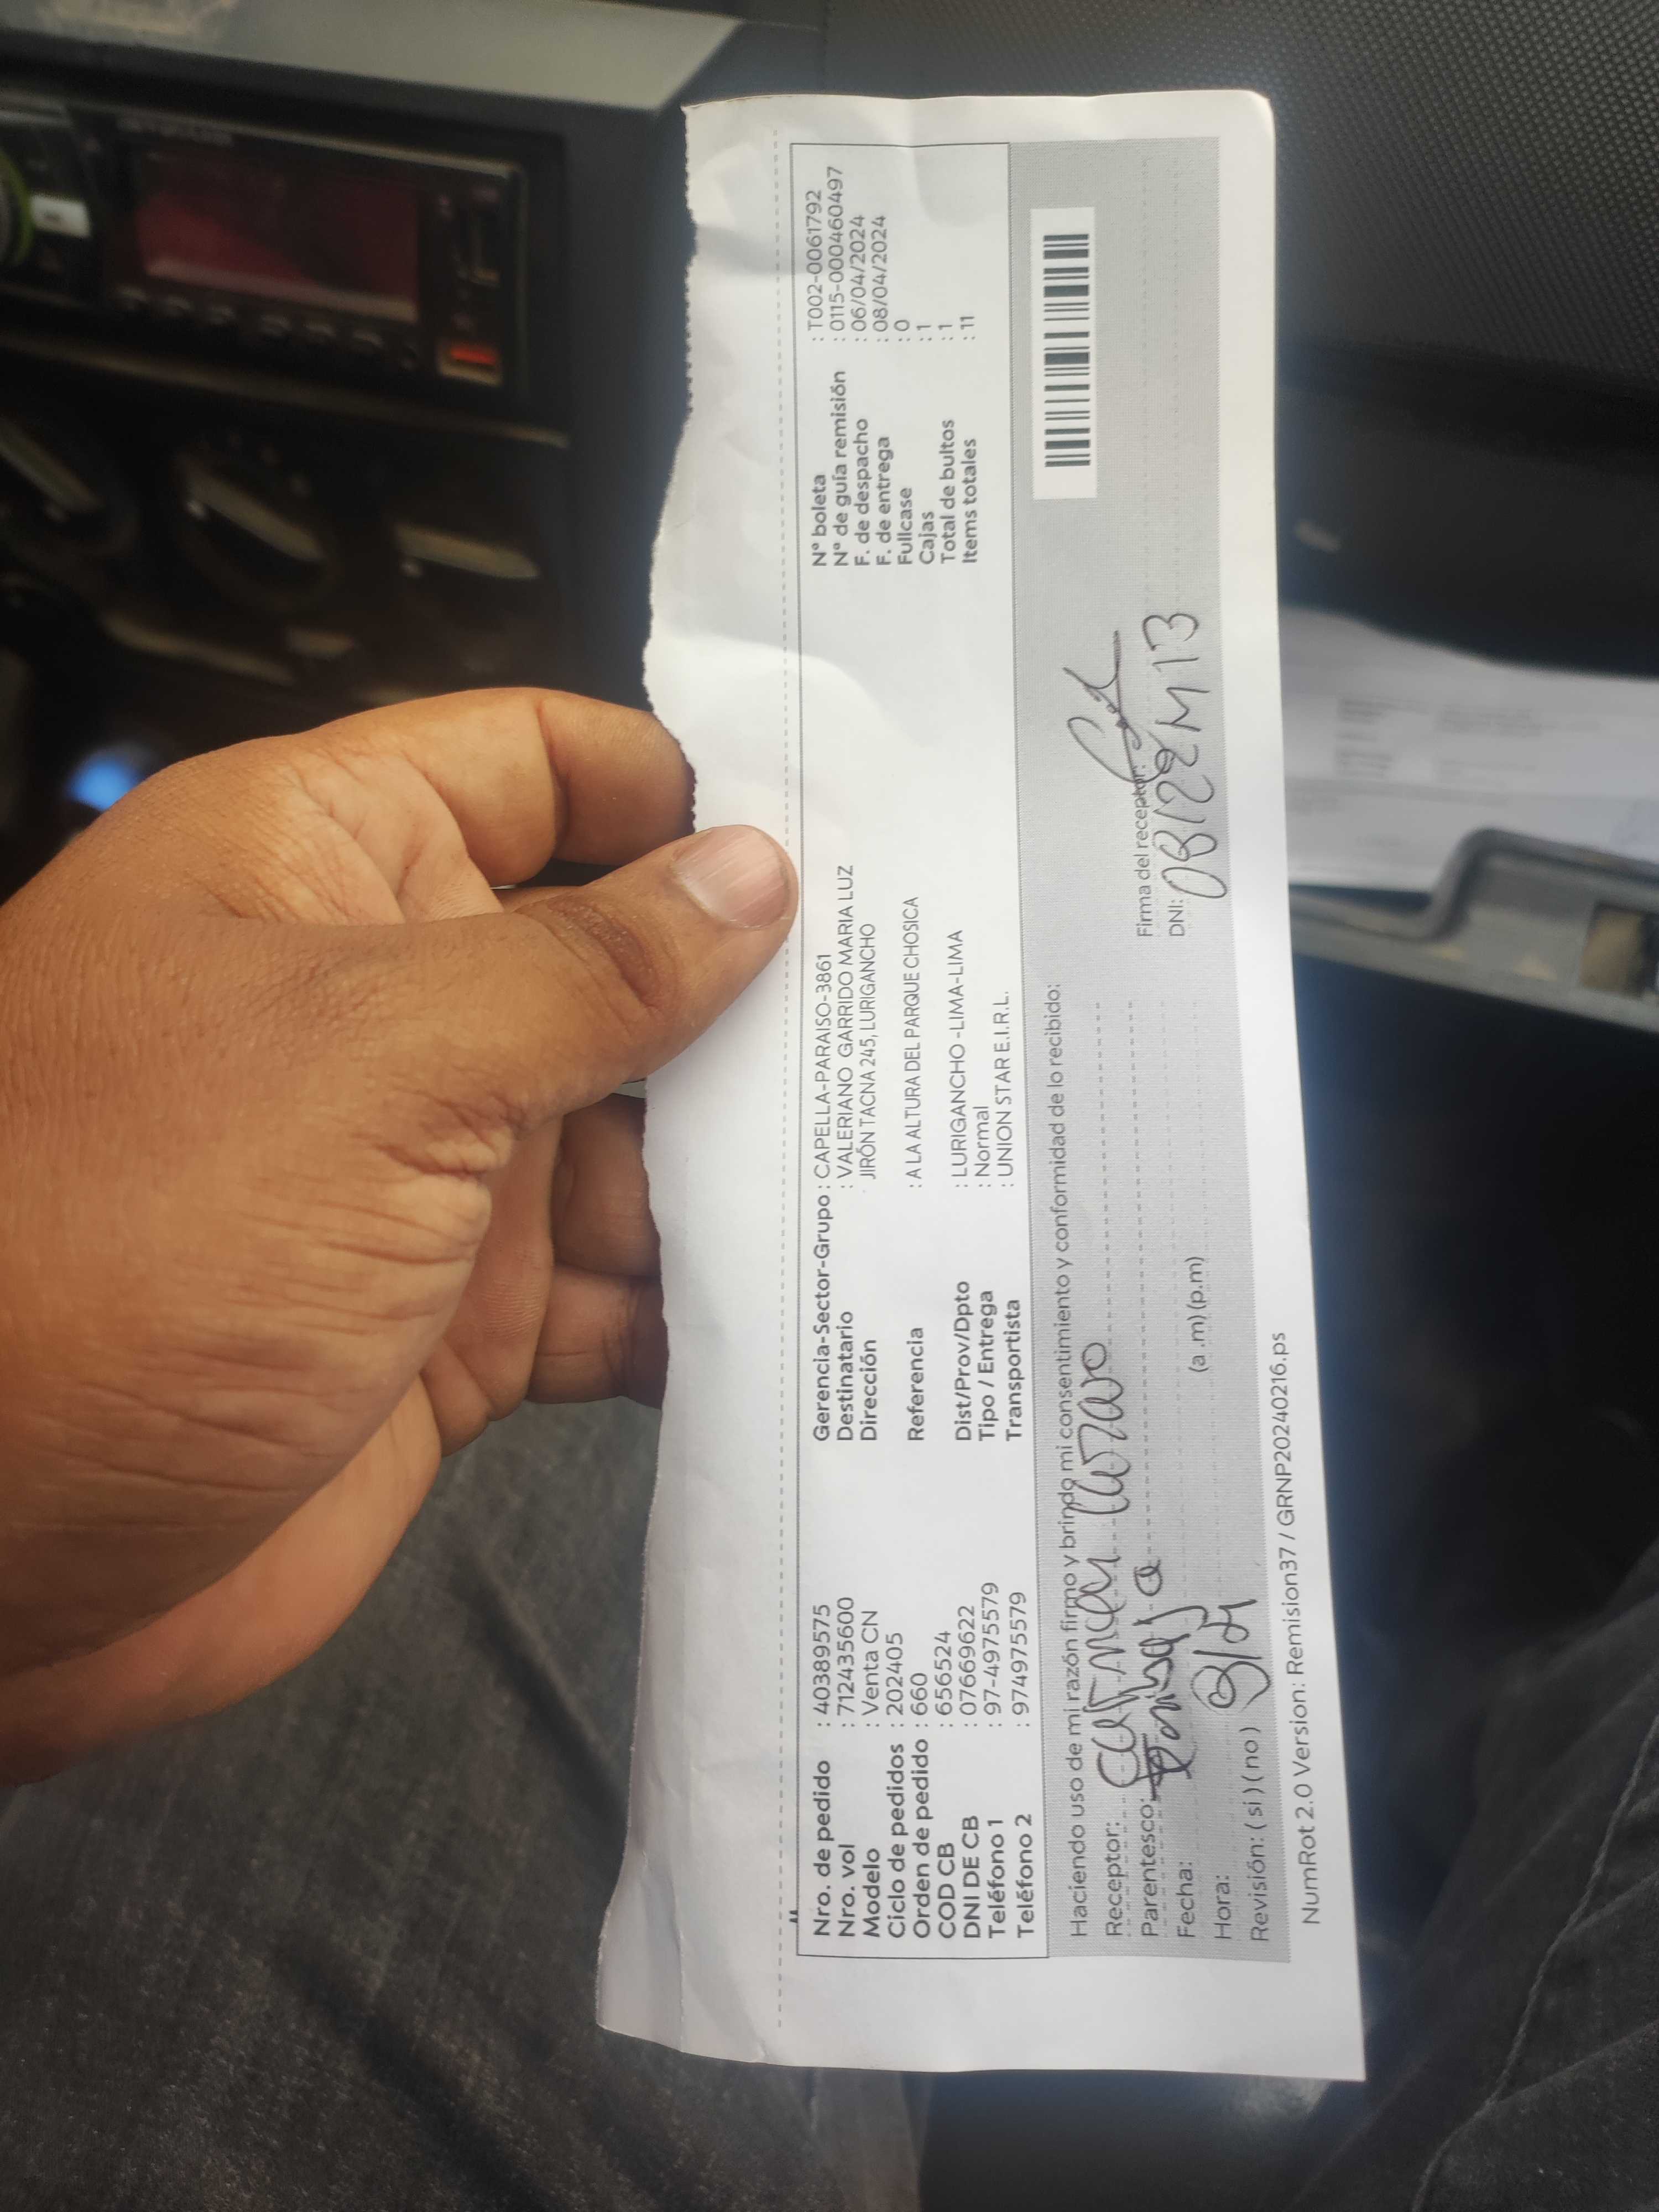 Nro. de pedido : 40389575 Gerencia-Sector-Grupo : CAPELLA-PARAISO-3861 N° boleta : T002-0061792
Nro. vol : 712435600 Destinatario : VALERIANO GARRIDO MARIA LUZ N° de guía remisión : 0115-000460497
Modelo : Venta CN Dirección JIRÓN TACNA 245, LURIGANCHO F. de despacho : 06/04/2024
Ciclo de pedidos : 202405 F. de entrega : 08/04/2024
Orden de pedido : 660 Referencia : A LA ALTURA DEL PARQUE CHOSICA Fullcase : 0
COD CB : 656524 Cajas : 1
DNI DE CB : 07669622 Dist/Prov/Dpto : LURIGANCHO -LIMA-LIMA Total de bultos : 1
Teléfono 1 : 97-4975579 Tipo / Entrega : Normal Items totales : 11
Teléfono 2 : 974975579 Transportista : UNION STAR E.I.R.L.
Haciendo uso de mi razón firmo y brindo mi consentimiento y conformidad de lo recibido:
Receptor:
Parentesco: Firma del receptor:
Fecha: DNI:
Hora: (a .m) (p.m)
Revisión: ( si ) ( no )
NumRot 2.0 Version: Remision37 / GRNP20240216.ps